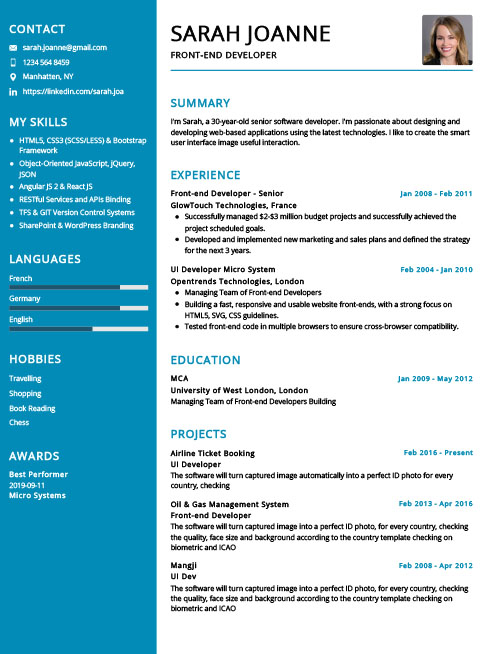 CONTACT
sarah.joanne@gmail.com
1234 564 8459
Manhatten, NY
https://linkedin.com/sarah.joa
MY SKILLS
HTML5, CSS3 (SCSS/LESS) & Bootstrap
Framework
Object-Oriented JavaScript, jQuery,
JSON
Angular JS 2 & React JS
RESTful Services and APIs Binding
TFS & GIT Version Control Systems
SharePoint & WordPress Branding
LANGUAGES
French
Germany
English
HOBBIES
Travelling
Shopping
Book Reading
Chess
AWARDS
Best Performer
2019-09-11
Micro Systems
SARAH JOANNE
FRONT-END DEVELOPER
SUMMARY
I'm Sarah, a 30-year-old senior software developer. I'm passionate about designing and
developing web-based applications using the latest technologies. I like to create the smart
user interface image useful interaction.
EXPERIENCE
Front-end Developer - Senior Jan 2008 - Feb 2011
GlowTouch Technologies, France
Successfully managed $2-$3 million budget projects and successfully achieved the
project scheduled goals.
Developed and implemented new marketing and sales plans and defined the strategy
for the next 3 years.
UI Developer Micro System Feb 2004 - Jan 2010
Opentrends Technologies, London
Managing Team of Front-end Developers
Building a fast, responsive and usable website front-ends, with a strong focus on
HTML5, SVG, CSS guidelines.
Tested front-end code in multiple browsers to ensure cross-browser compatibility.
EDUCATION
MCA Jan 2009 - May 2012
University of West London, London
Managing Team of Front-end Developers Building
PROJECTS
Airline Ticket Booking Feb 2016 - Present
UI Developer
The software will turn captured image automatically into a perfect ID photo for every
country, checking
Oil & Gas Management System Feb 2013 - Apr 2016
Front-end Developer
The software will turn captured image into a perfect ID photo, for every country, checking
the quality, face size and background according to the country template checking on
biometric and ICAO
Mangji Feb 2008 - Apr 2012
UI Dev
The software will turn captured image into a perfect ID photo, for every country, checking
the quality, face size and background according to the country template checking on
biometric and ICAO